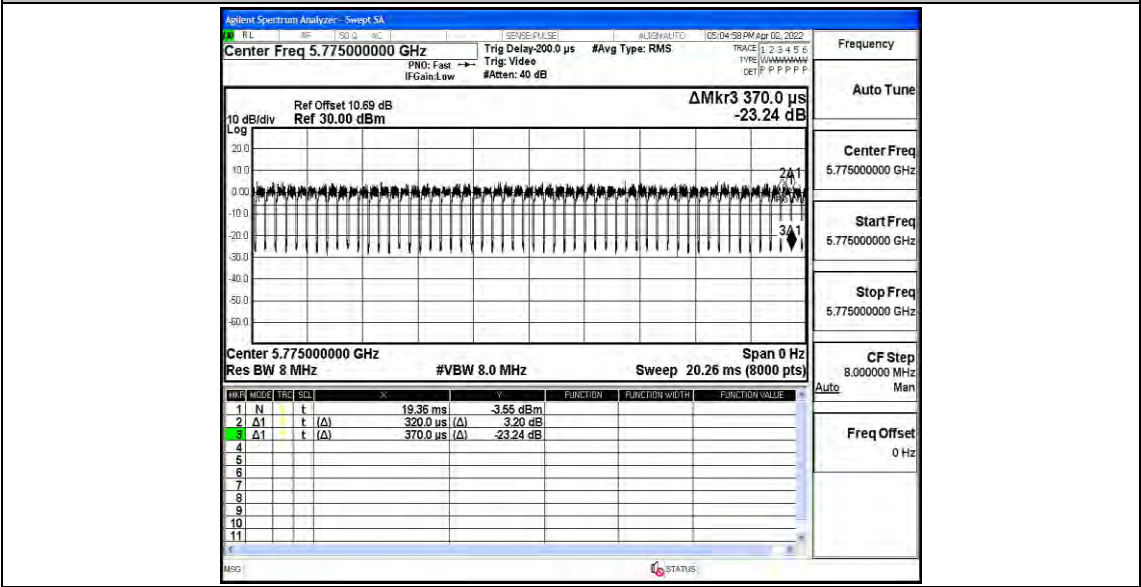 Agilent Spectrum Analyzer - Swept SA
RL RF 50 Ω AC SENSE:PULSE ALIGNAUTO 05:04:58 PM Apr 02, 2022
Center Freq 5.775000000 GHz
PNO: Fast
IFGain:Low
Trig Delay-200.0 µs
Trig: Video
#Atten: 40 dB
#Avg Type: RMS
TRACE 1 2 3 4 5 6
TYPE WWWWWW
DET P P P P P P
Frequency
Auto Tune
Center Freq
5.775000000 GHz
Start Freq
5.775000000 GHz
Stop Freq
5.775000000 GHz
CF Step
8.000000 MHz
Auto Man
Freq Offset
0 Hz
ΔMkr3 370.0 µs
-23.24 dB
Ref Offset 10.69 dB
10 dB/div Ref 30.00 dBm
Log
20.0
10.0
0.00
-10.0
-20.0
-30.0
-40.0
-50.0
-60.0
2Δ1
3Δ1
Center 5.775000000 GHz Span 0 Hz
Res BW 8 MHz #VBW 8.0 MHz Sweep 20.26 ms (8000 pts)
MKR MODE TRC SCL X Y FUNCTION FUNCTION WIDTH FUNCTION VALUE
1 N t 19.36 ms -3.55 dBm
2 Δ1 t (Δ) 320.0 µs (Δ) 3.20 dB
3 Δ1 t (Δ) 370.0 µs (Δ) -23.24 dB
4
5
6
7
8
9
10
11
MSG STATUS